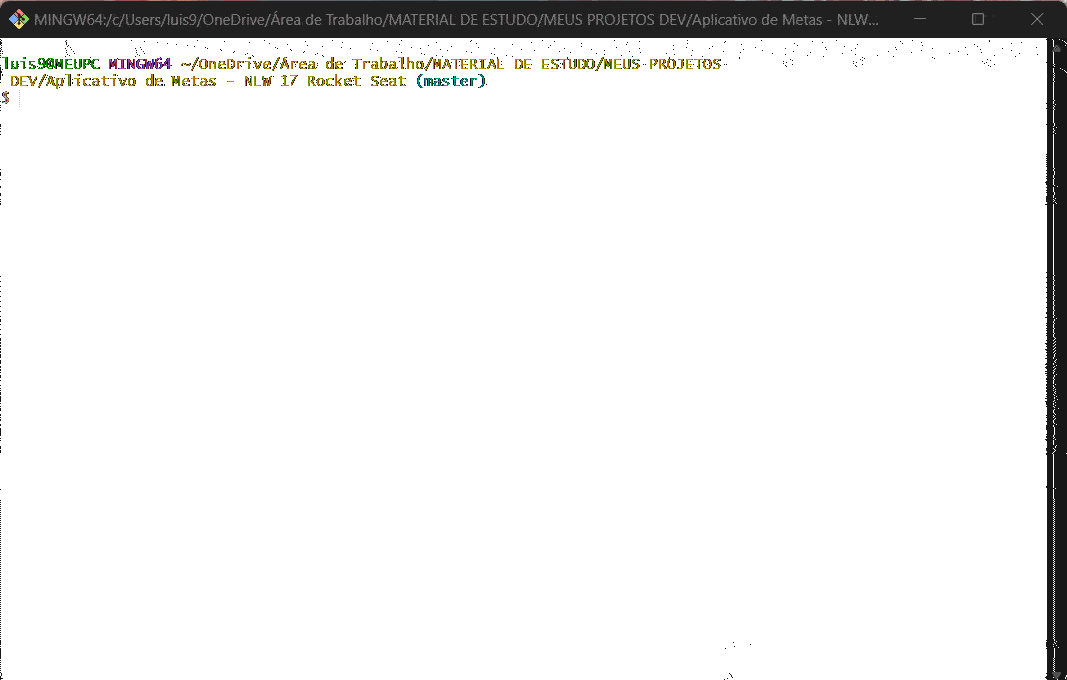 MINGW64:/c/Users/luis9/OneDrive/Área de Trabalho/MATERIAL DE ESTUDO/MEUS PROJETOS DEV/Aplicativo de Metas - NLW...
luis9@MEUPC MINGW64 ~/OneDrive/Área de Trabalho/MATERIAL DE ESTUDO/MEUS PROJETOS
DEV/Aplicativo de Metas - NLW 17 Rocket Seat (master)
$